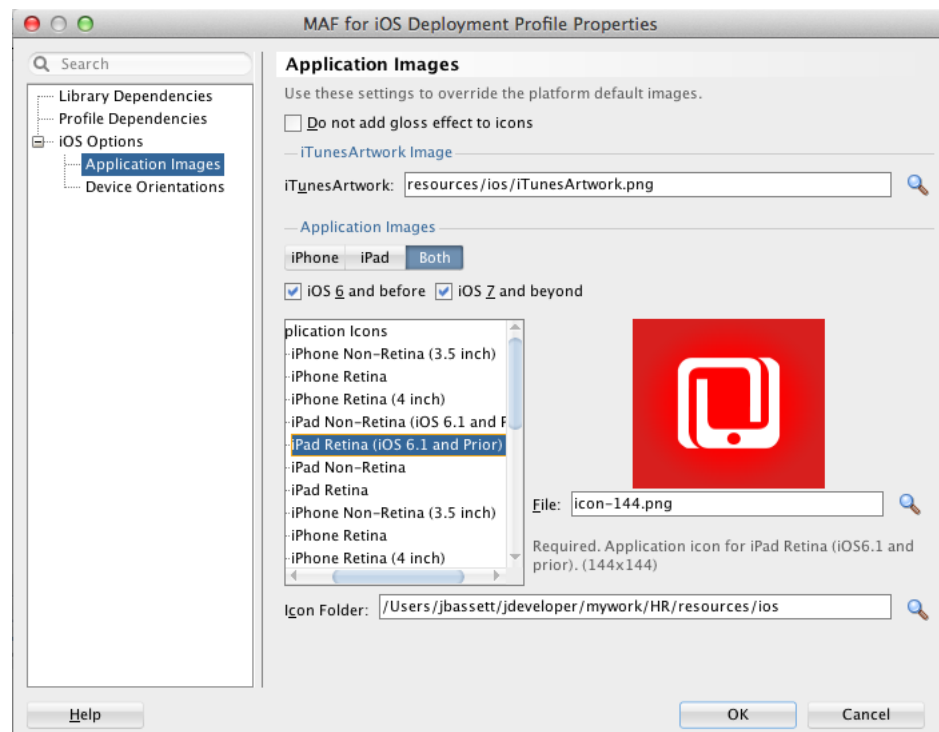 MAF for iOS Deployment Profile Properties
Search
Library Dependencies
Profile Dependencies
iOS Options
Application Images
Device Orientations
Application Images
Use these settings to override the platform default images.
Do not add gloss effect to icons
iTunesArtwork Image
iTunesArtwork: resources/ios/iTunesArtwork.png
Application Images
iPhone iPad Both
iOS 6 and before iOS 7 and beyond
plication Icons
iPhone Non-Retina (3.5 inch)
iPhone Retina
iPhone Retina (4 inch)
iPad Non-Retina (iOS 6.1 and P
iPad Retina (iOS 6.1 and Prior)
iPad Non-Retina
iPad Retina
iPhone Non-Retina (3.5 inch)
iPhone Retina
iPhone Retina (4 inch)
File: icon-144.png
Required. Application icon for iPad Retina (iOS6.1 and
prior). (144x144)
Icon Folder: /Users/jbassett/jdeveloper/mywork/HR/resources/ios
Help OK Cancel